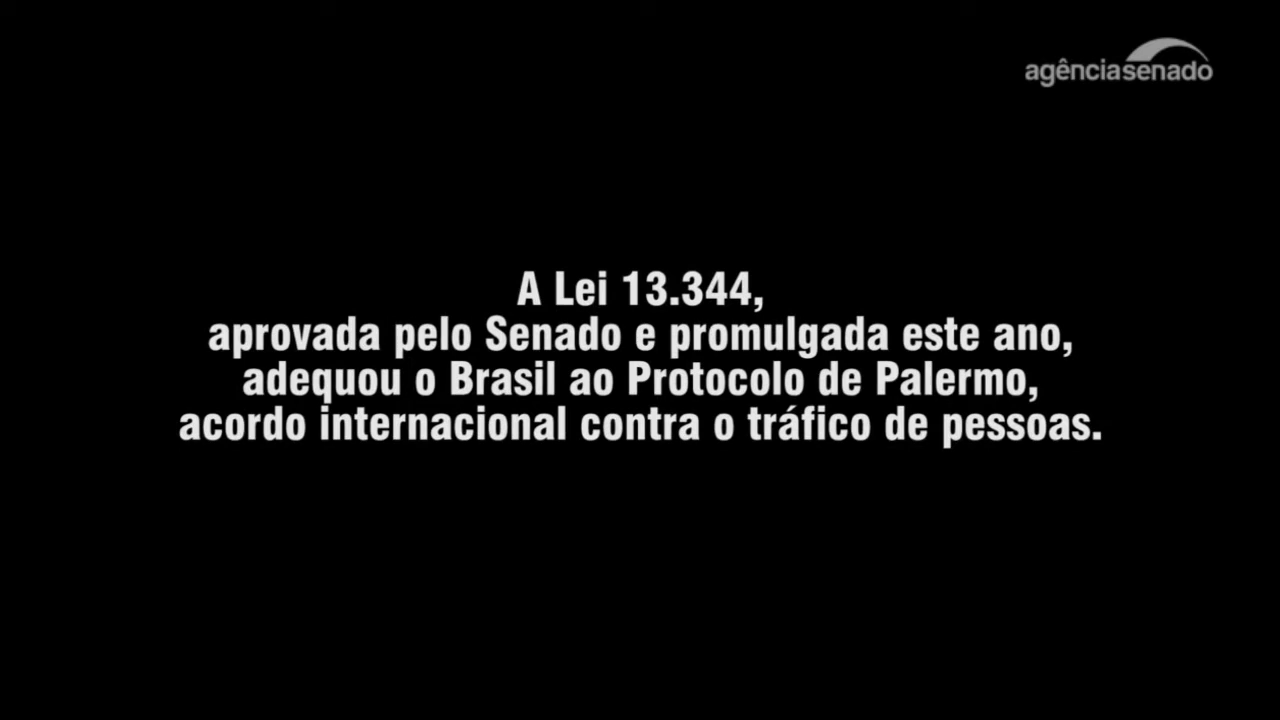 agênciasenado
A Lei 13.344,
aprovada pelo Senado e promulgada este ano,
adequou o Brasil ao Protocolo de Palermo,
acordo internacional contra o tráfico de pessoas.